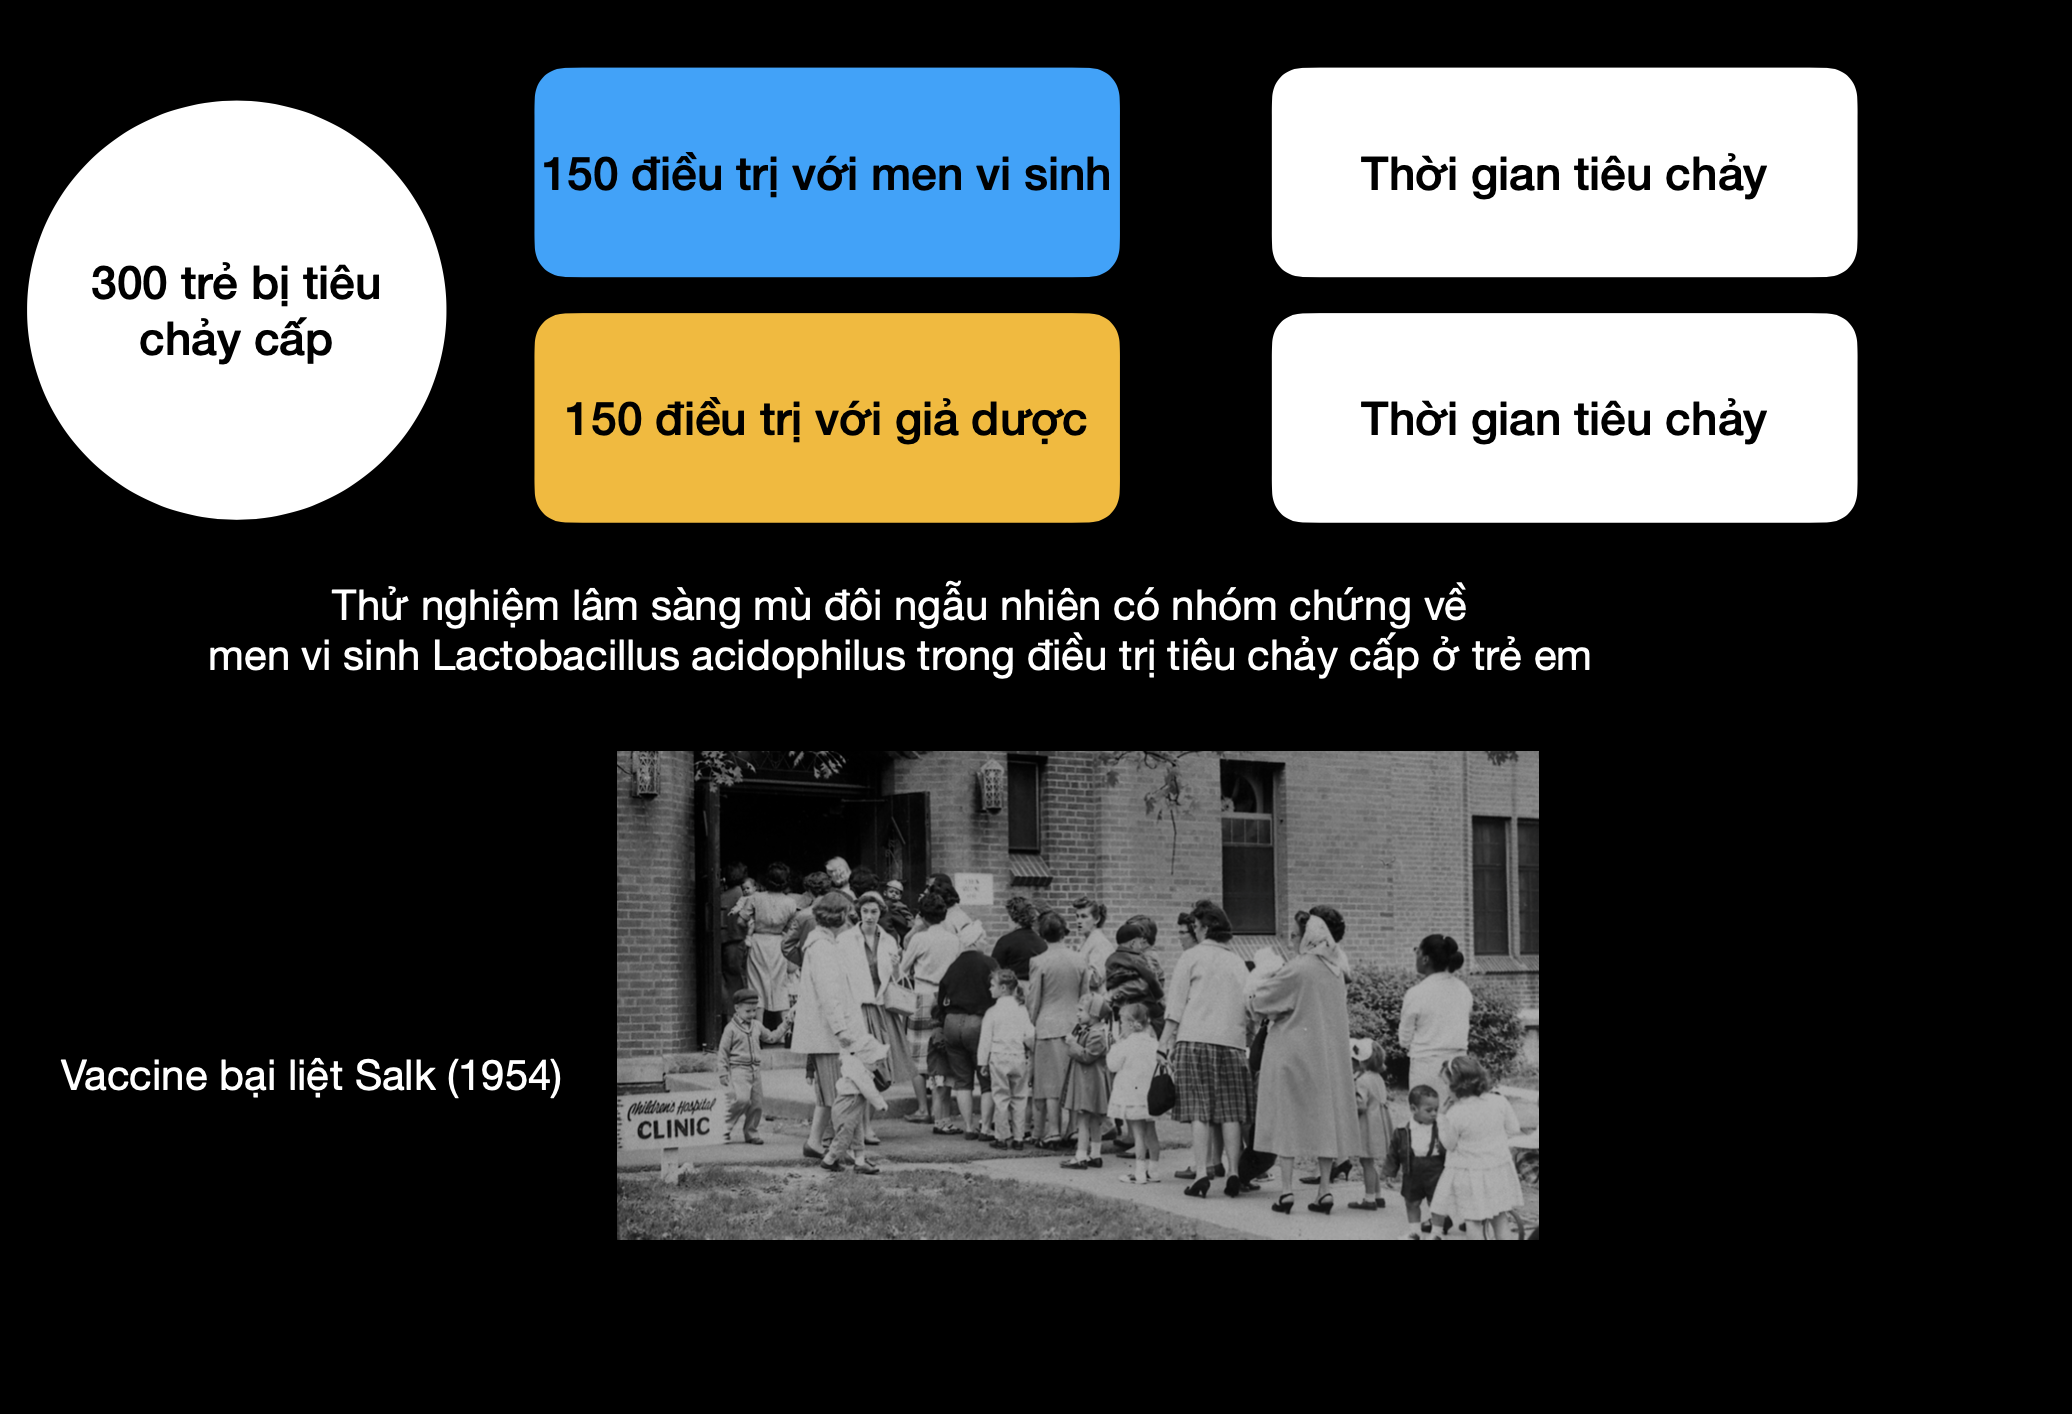 300 trẻ bị tiêu
chảy cấp
150 điều trị với men vi sinh
Thời gian tiêu chảy
150 điều trị với giả dược
Thời gian tiêu chảy
Thử nghiệm lâm sàng mù đôi ngẫu nhiên có nhóm chứng về
men vi sinh Lactobacillus acidophilus trong điều trị tiêu chảy cấp ở trẻ em
Vaccine bại liệt Salk (1954)
Childrens Hospital
CLINIC